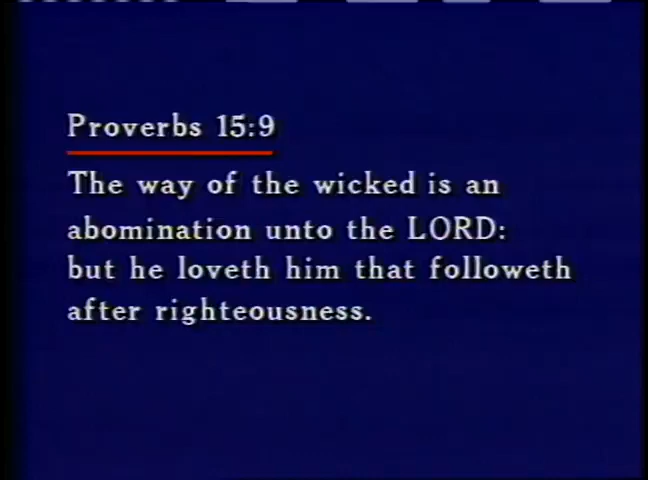 Proverbs 15:9
The way of the wicked is an
abomination unto the LORD:
but he loveth him that followeth
after righteousness.